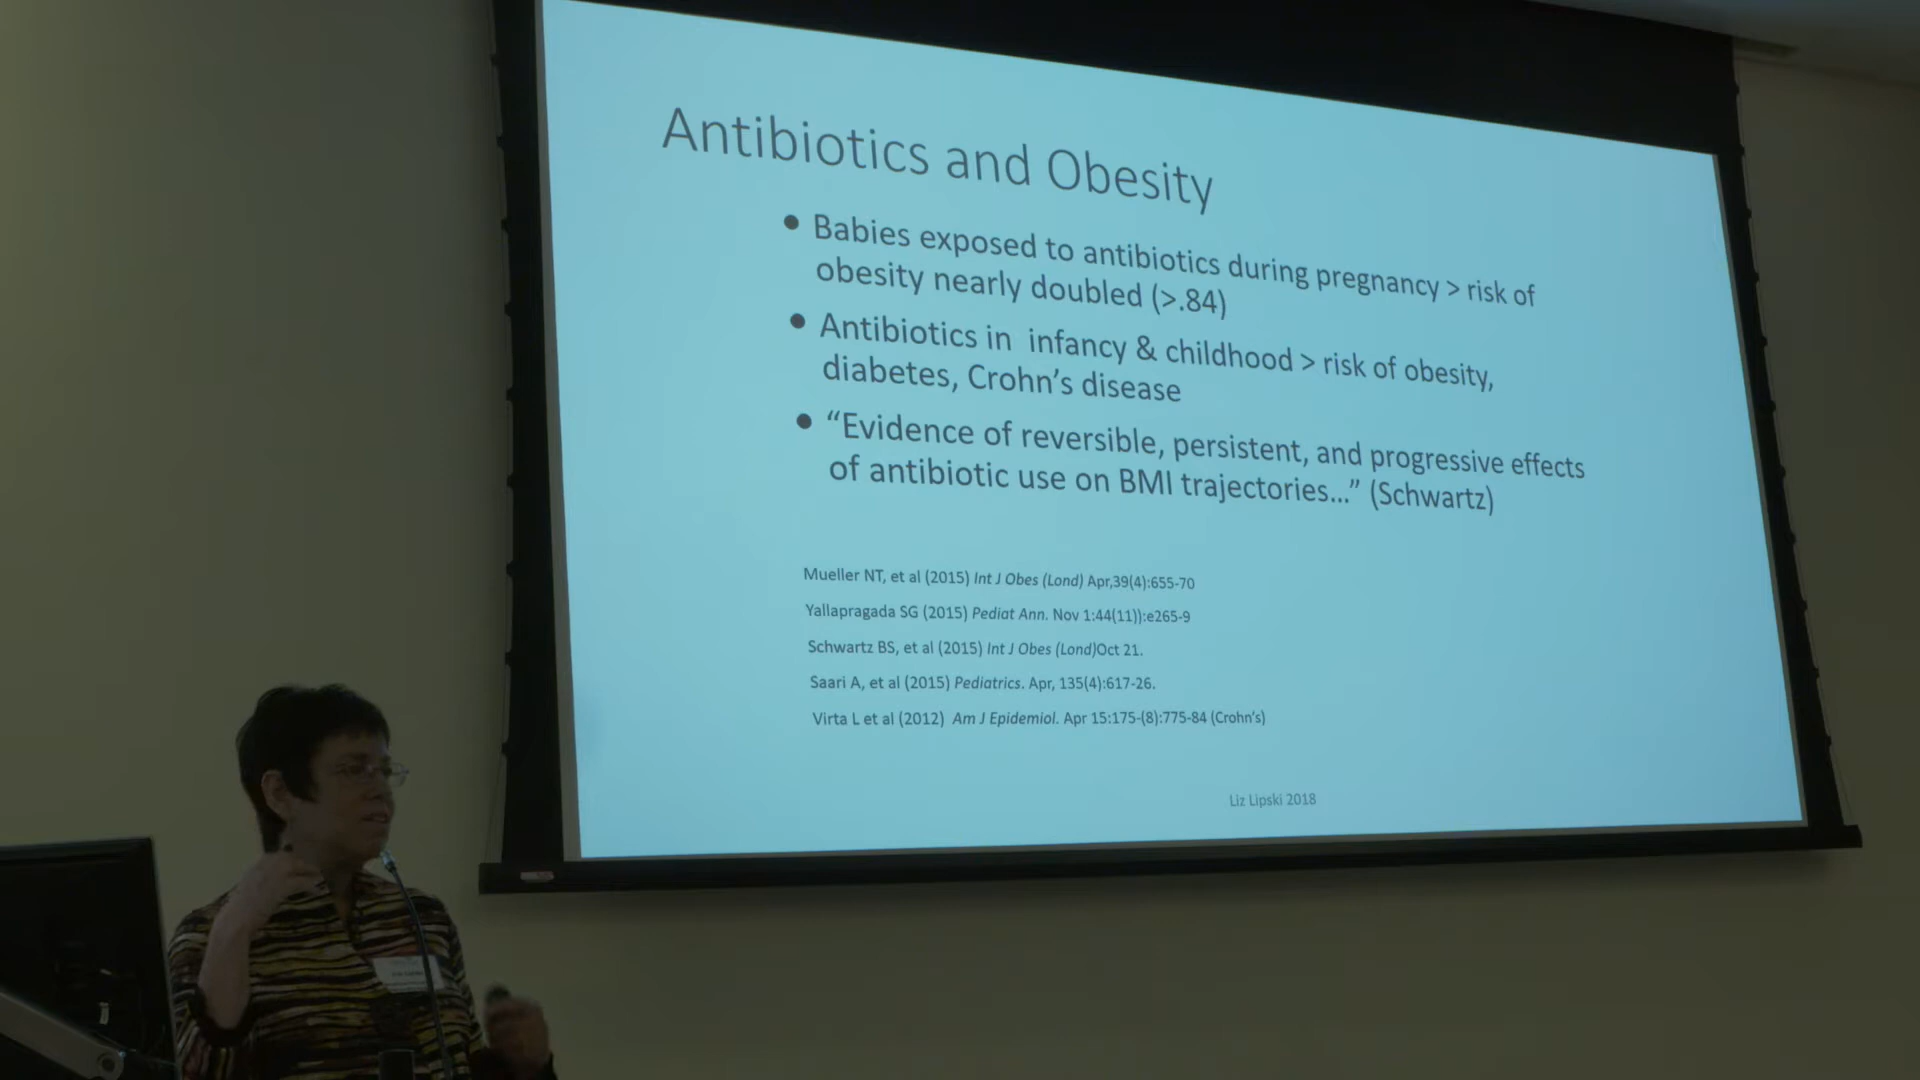 Antibiotics and Obesity
• Babies exposed to antibiotics during pregnancy > risk of
obesity nearly doubled (>.84)
• Antibiotics in infancy & childhood > risk of obesity,
diabetes, Crohn’s disease
• “Evidence of reversible, persistent, and progressive effects
of antibiotic use on BMI trajectories...” (Schwartz)
Mueller NT, et al (2015) Int J Obes (Lond) Apr,39(4):655-70
Yallapragada SG (2015) Pediat Ann. Nov 1:44(11)):e265-9
Schwartz BS, et al (2015) Int J Obes (Lond)Oct 21.
Saari A, et al (2015) Pediatrics. Apr, 135(4):617-26.
Virta L et al (2012) Am J Epidemiol. Apr 15:175-(8):775-84 (Crohn’s)
Liz Lipski 2018